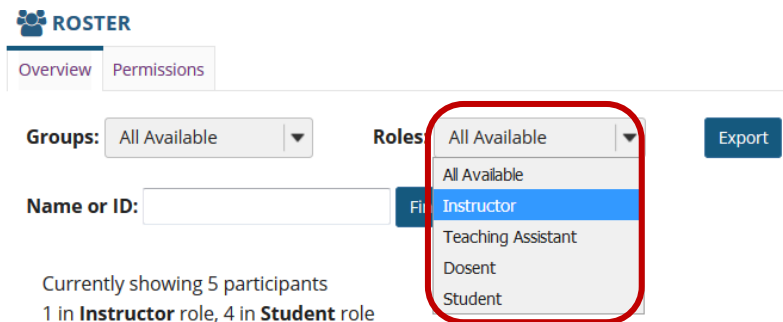 ROSTER
Overview Permissions
Groups: All Available Roles: All Available Export
All Available
Name or ID: Instructor
Teaching Assistant
Dosent
Student
Currently showing 5 participants
1 in Instructor role, 4 in Student role